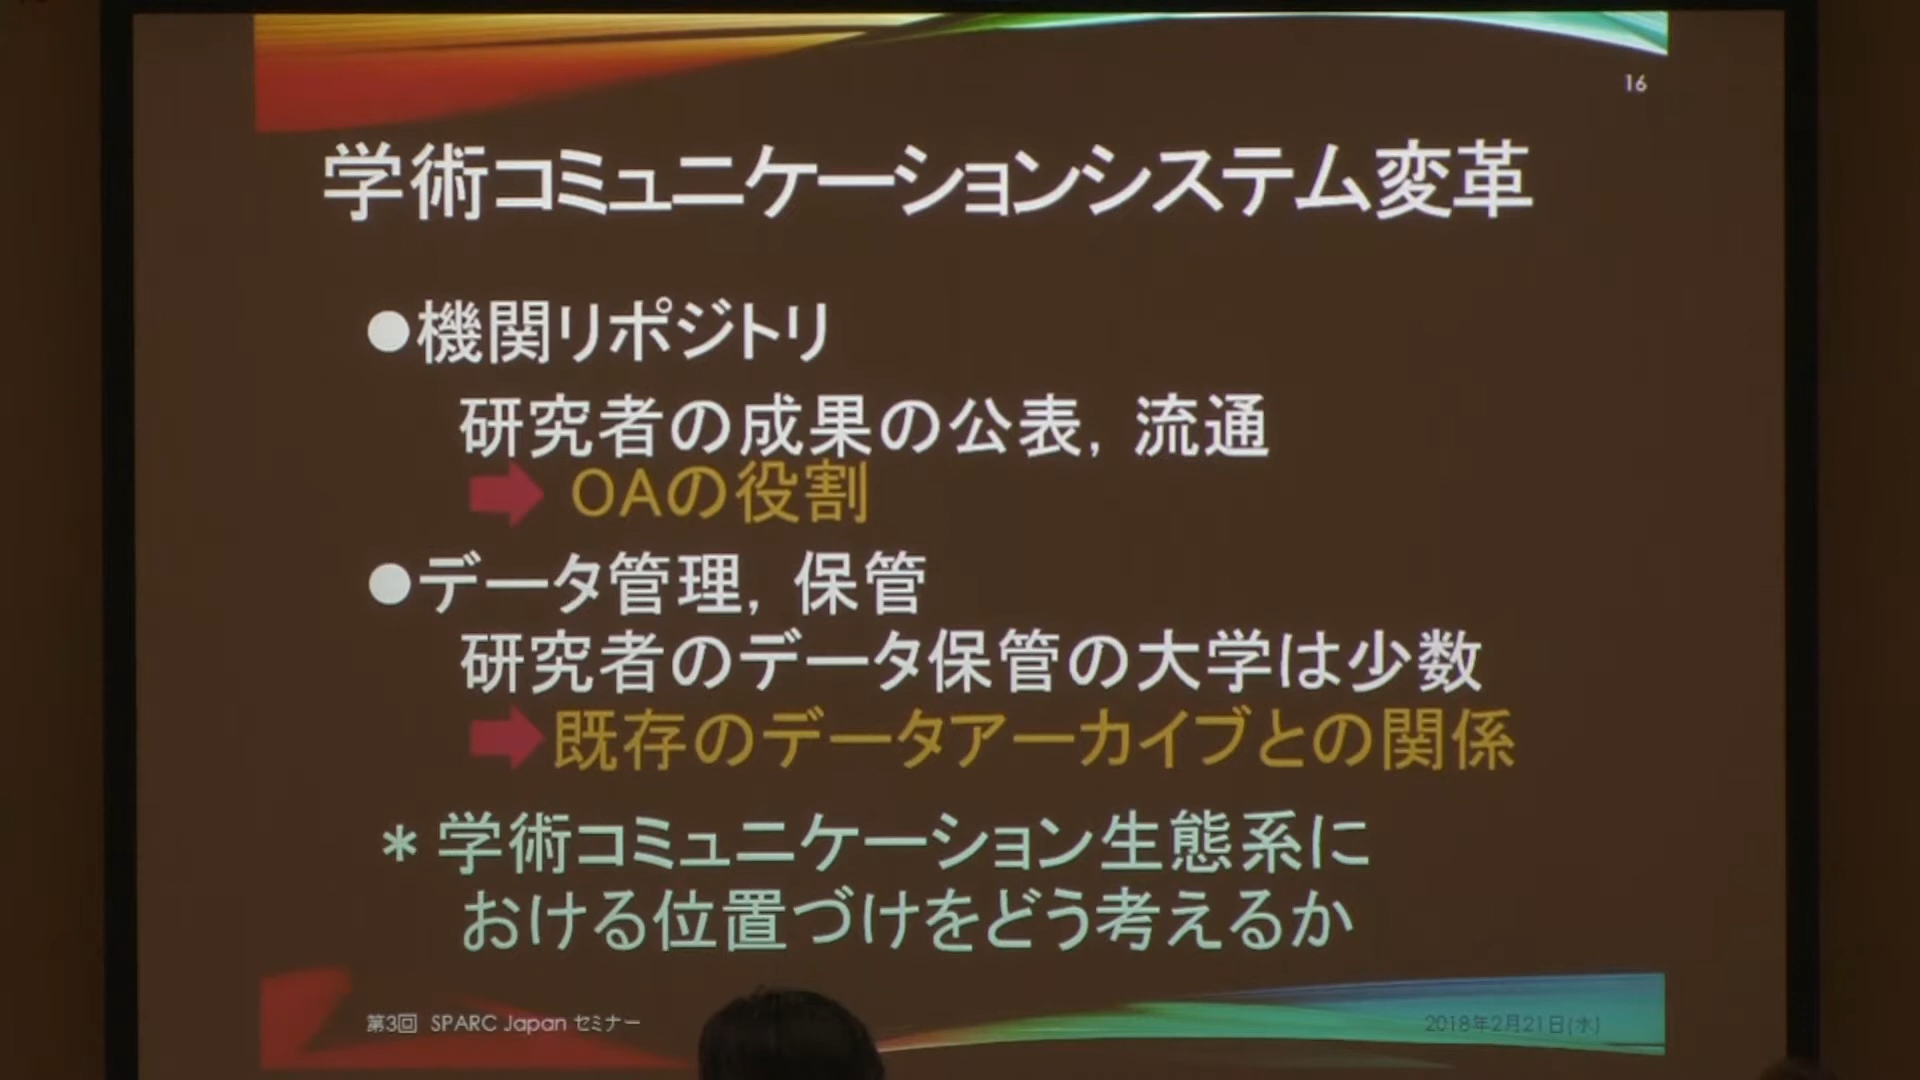 16
学術コミュニケーションシステム変革
●機関リポジトリ
研究者の成果の公表，流通
OAの役割
●データ管理，保管
研究者のデータ保管の大学は少数
既存のデータアーカイブとの関係
＊学術コミュニケーション生態系に
おける位置づけをどう考えるか
第3回 SPARC Japan セミナー
2018年2月21日(水)